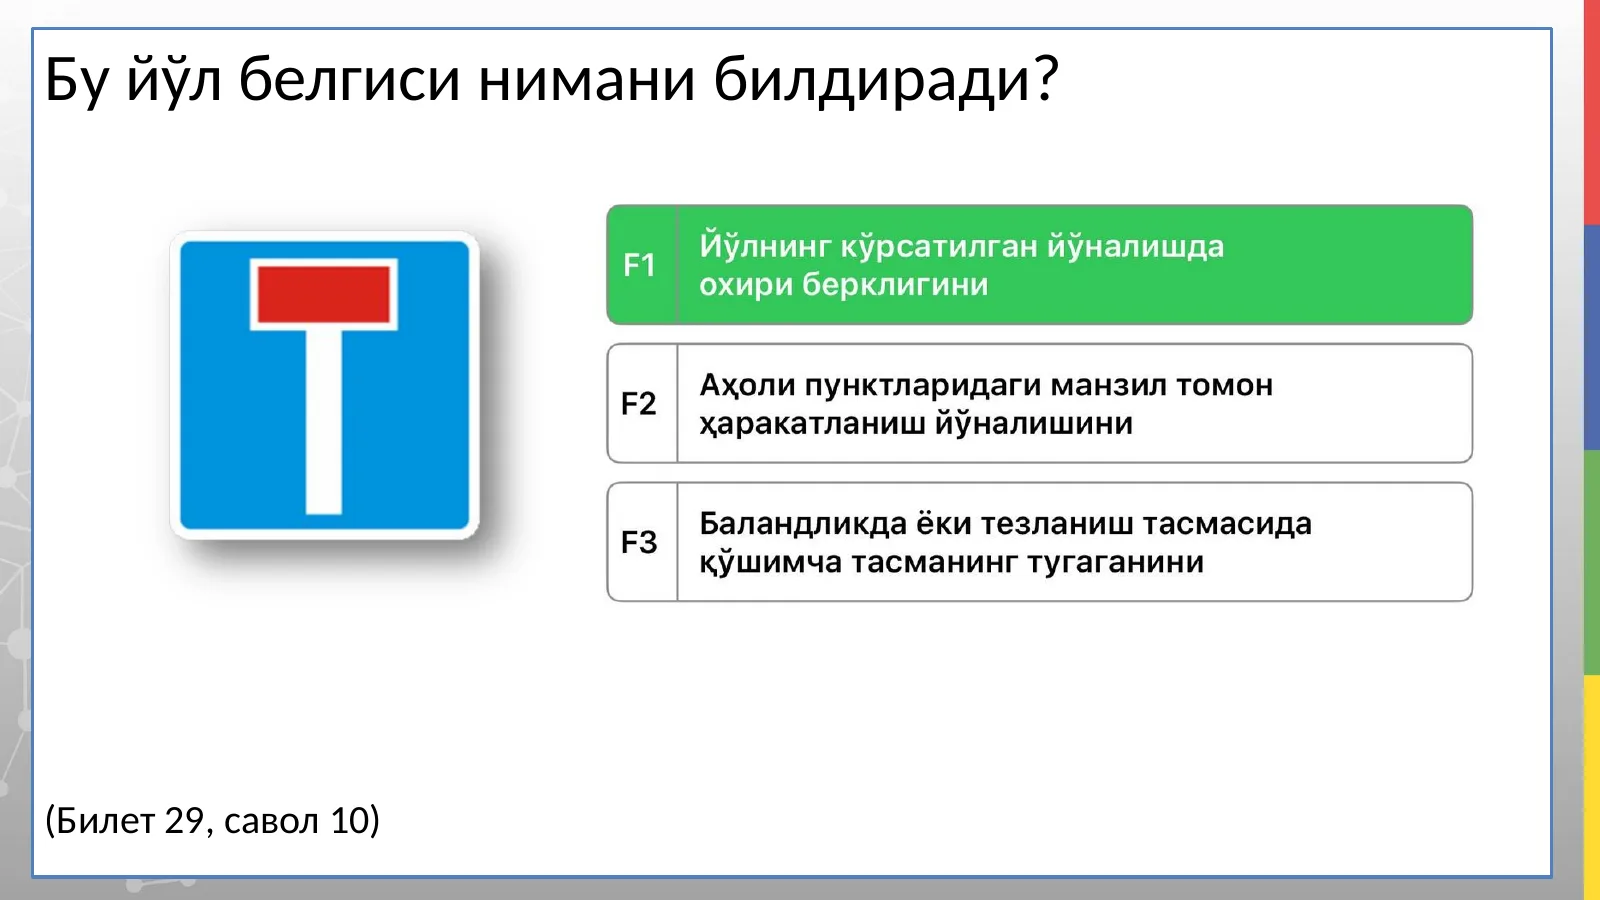 Бу йўл белгиси нимани билдиради?
F1
Йўлнинг кўрсатилган йўналишда
охири берклигини
F2
Аҳоли пунктларидаги манзил томон
ҳаракатланиш йўналишини
F3
Баландликда ёки тезланиш тасмасида
қўшимча тасманинг тугаганини
(Билет 29, савол 10)